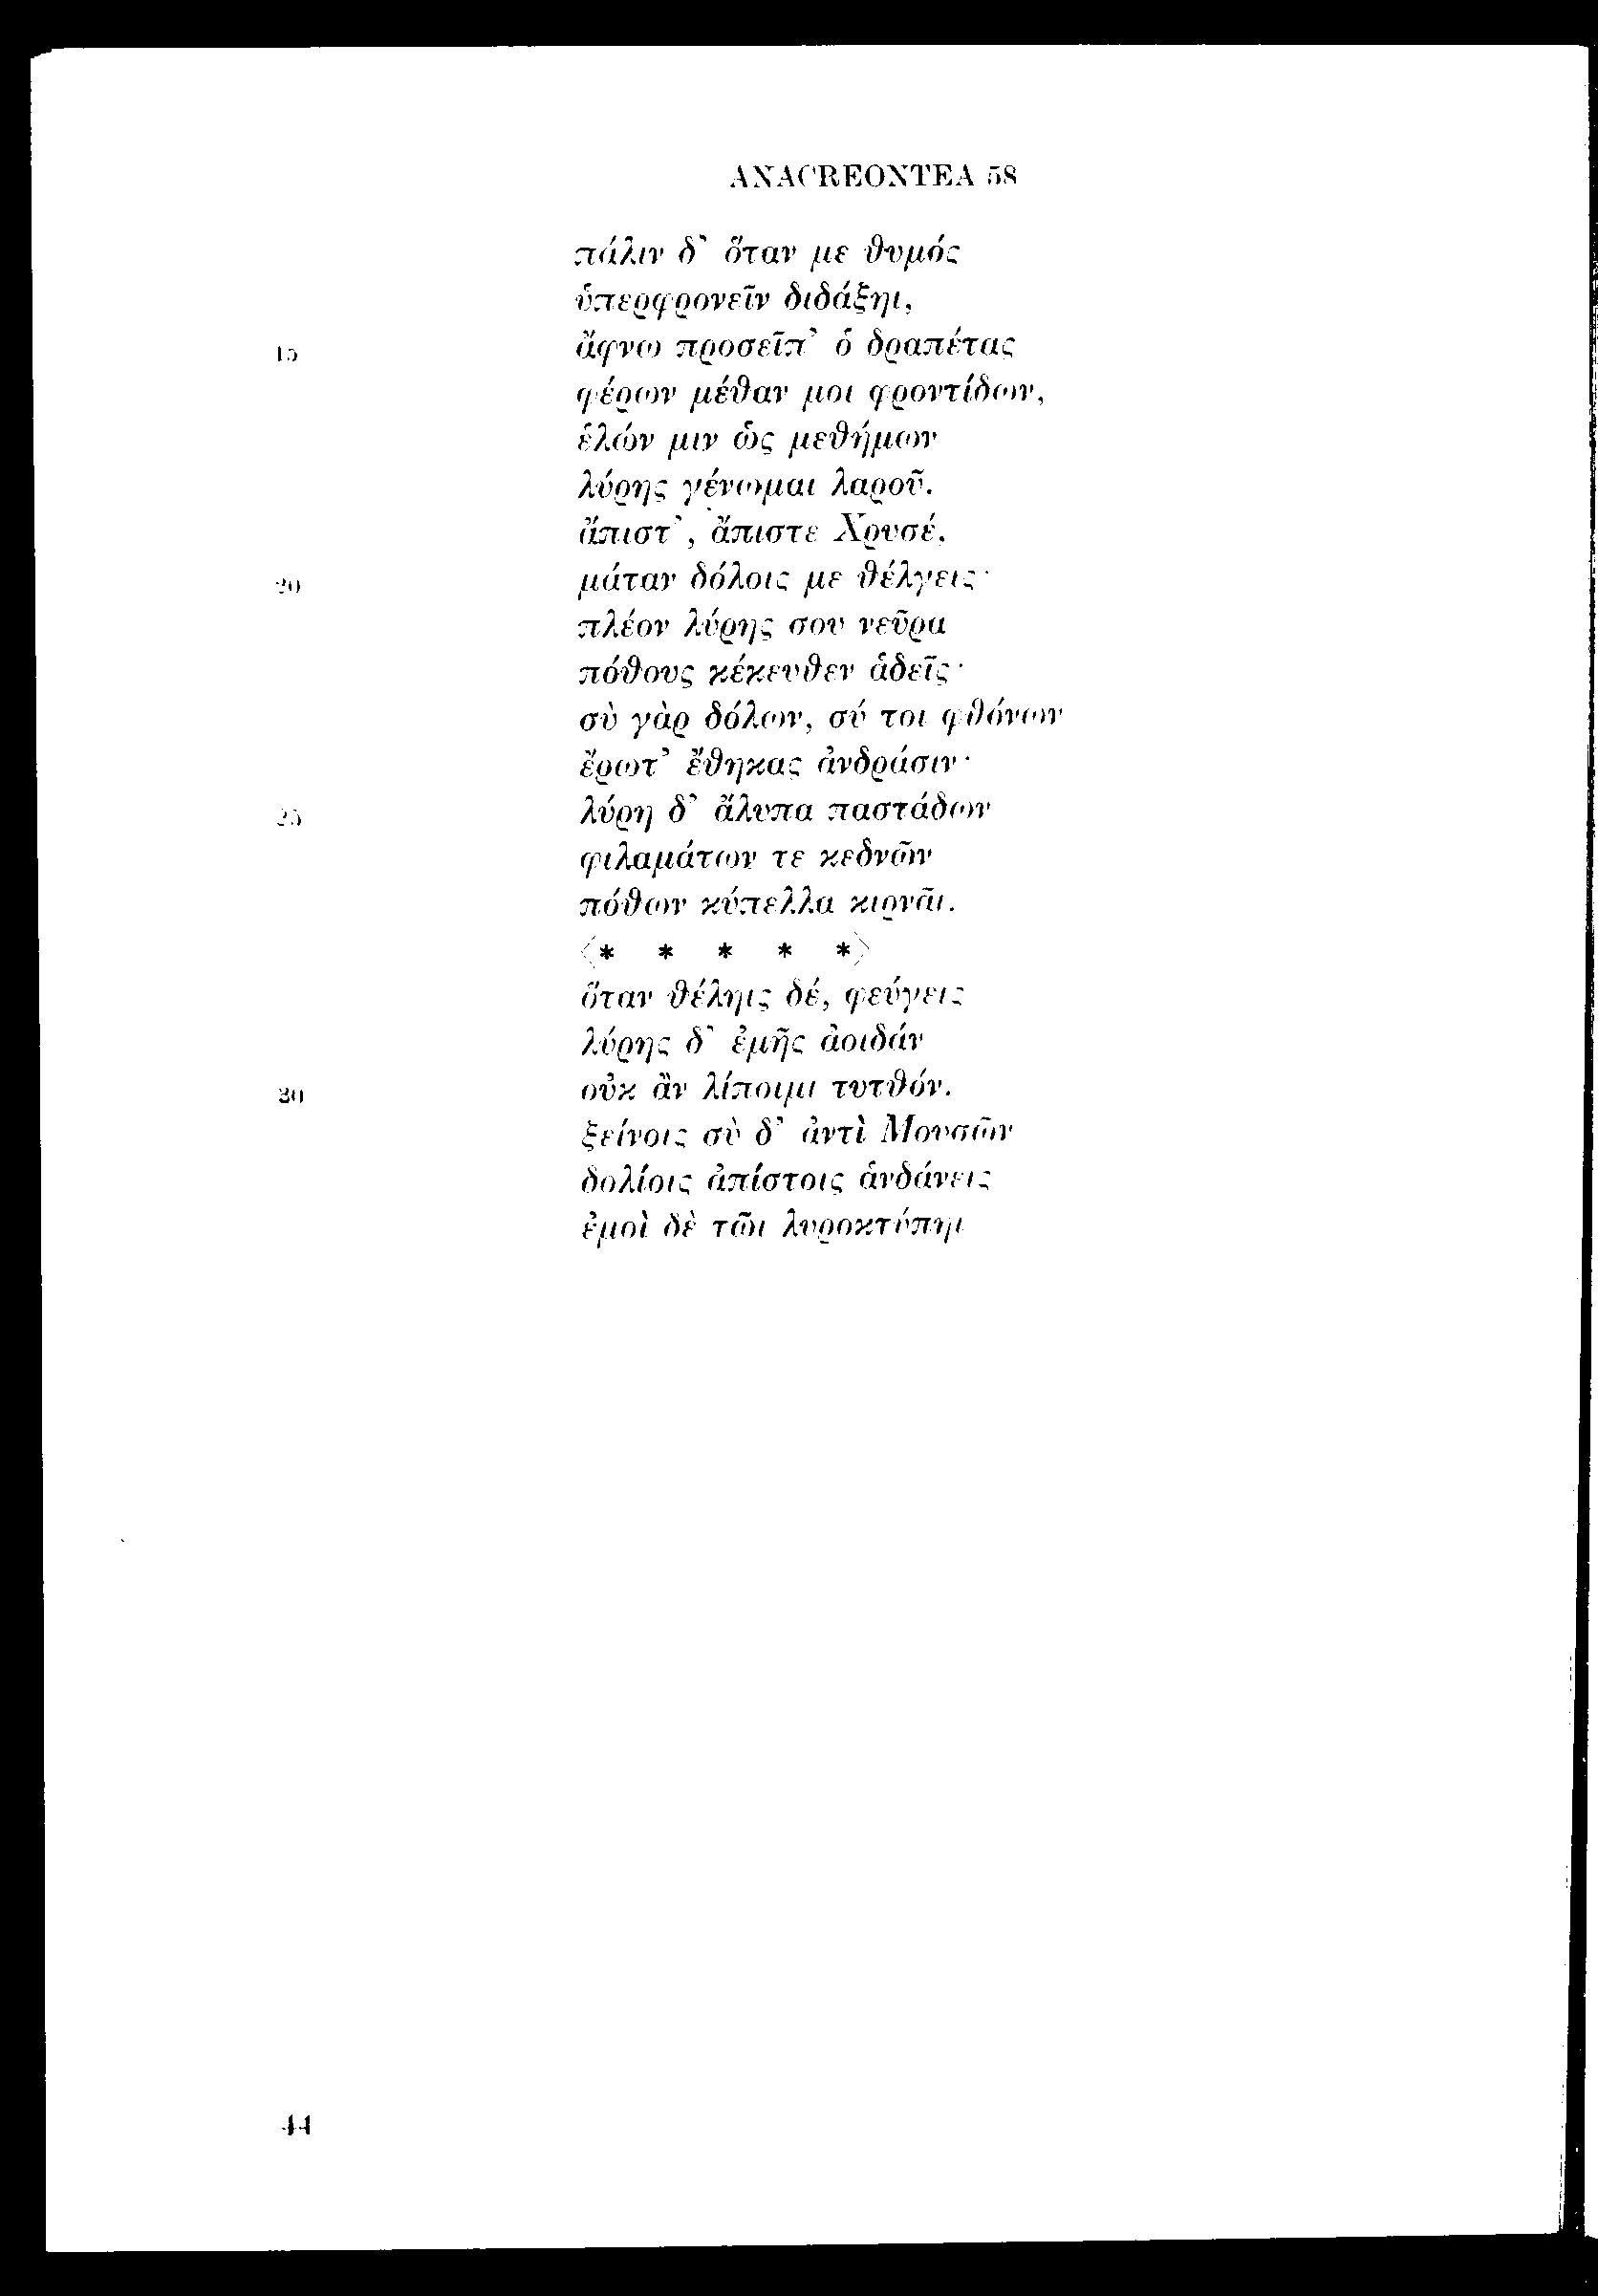 ANACREONTEA 58
πάλιν δ᾽ ὅταν με θυμός
ὑπερφρονεῖν διδάξηι,
15 ἄφνω προσεῖπ᾽ ὁ δραπέτας
φέρων μέθαν μοι φροντίδων,
ἑλών μιν ὡς μεθήμων
λύρης γένωμαι λαροῦ.
ἄπιστ᾽, ἄπιστε Χρυσέ,
20 μάταν δόλοις με θέλγεις·
πλέον λύρης σου νεῦρα
πόθους κέκευθεν ἁδεῖς·
σὺ γὰρ δόλων, σύ τοι φθόνων
ἔρωτ᾽ ἔθηκας ἀνδράσιν·
25 λύρη δ᾽ ἄλυπα παστάδων
φιλαμάτων τε κεδνῶν
πόθων κύπελλα κιρνᾶι.
〈* * * * *〉
ὅταν θέληις δέ, φεύγεις
λύρης δ᾽ ἐμῆς ἀοιδάν
30 οὐκ ἂν λίποιμι τυτθόν.
ξείνοις σὺ δ᾽ ἀντὶ Μουσῶν
δολίοις ἀπίστοις ἁνδάνεις
ἐμοὶ δὲ τῶι λυροκτύπηι
44